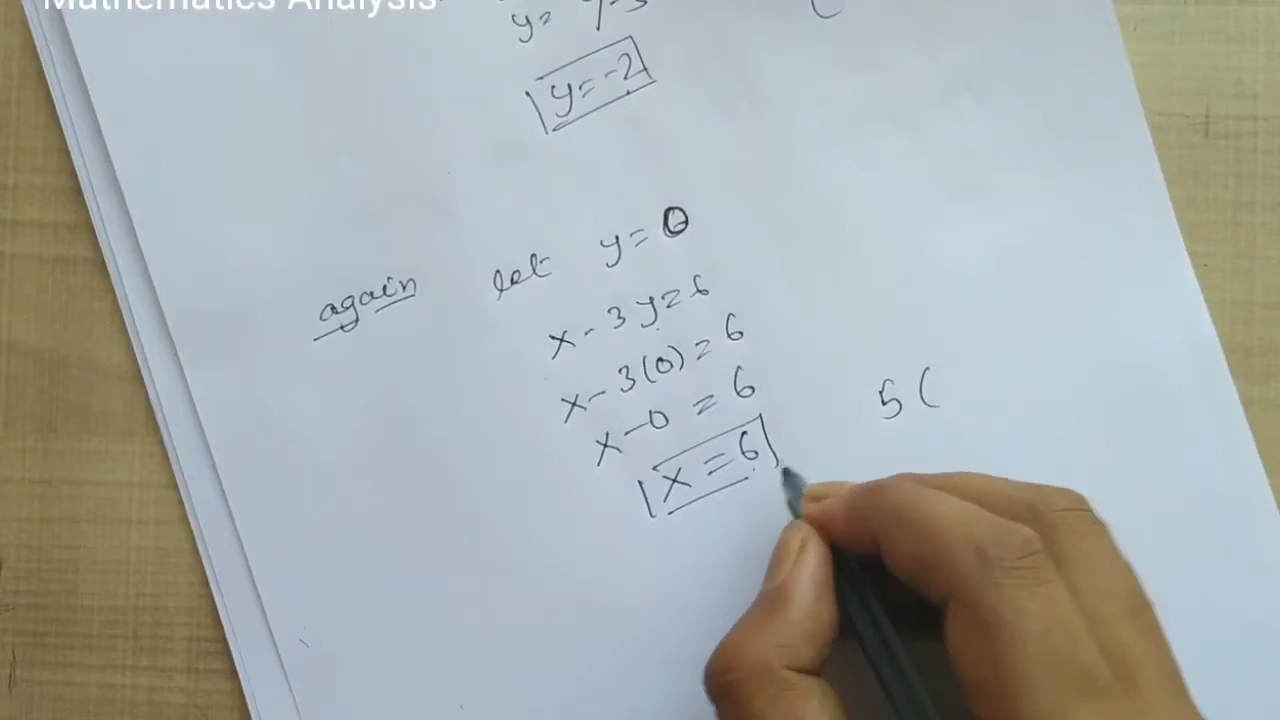 Mathematics Analysis
y=
y=-2
again let y=0
x-3y=6
x-3(0)=6
x-0=6
5(
x=6